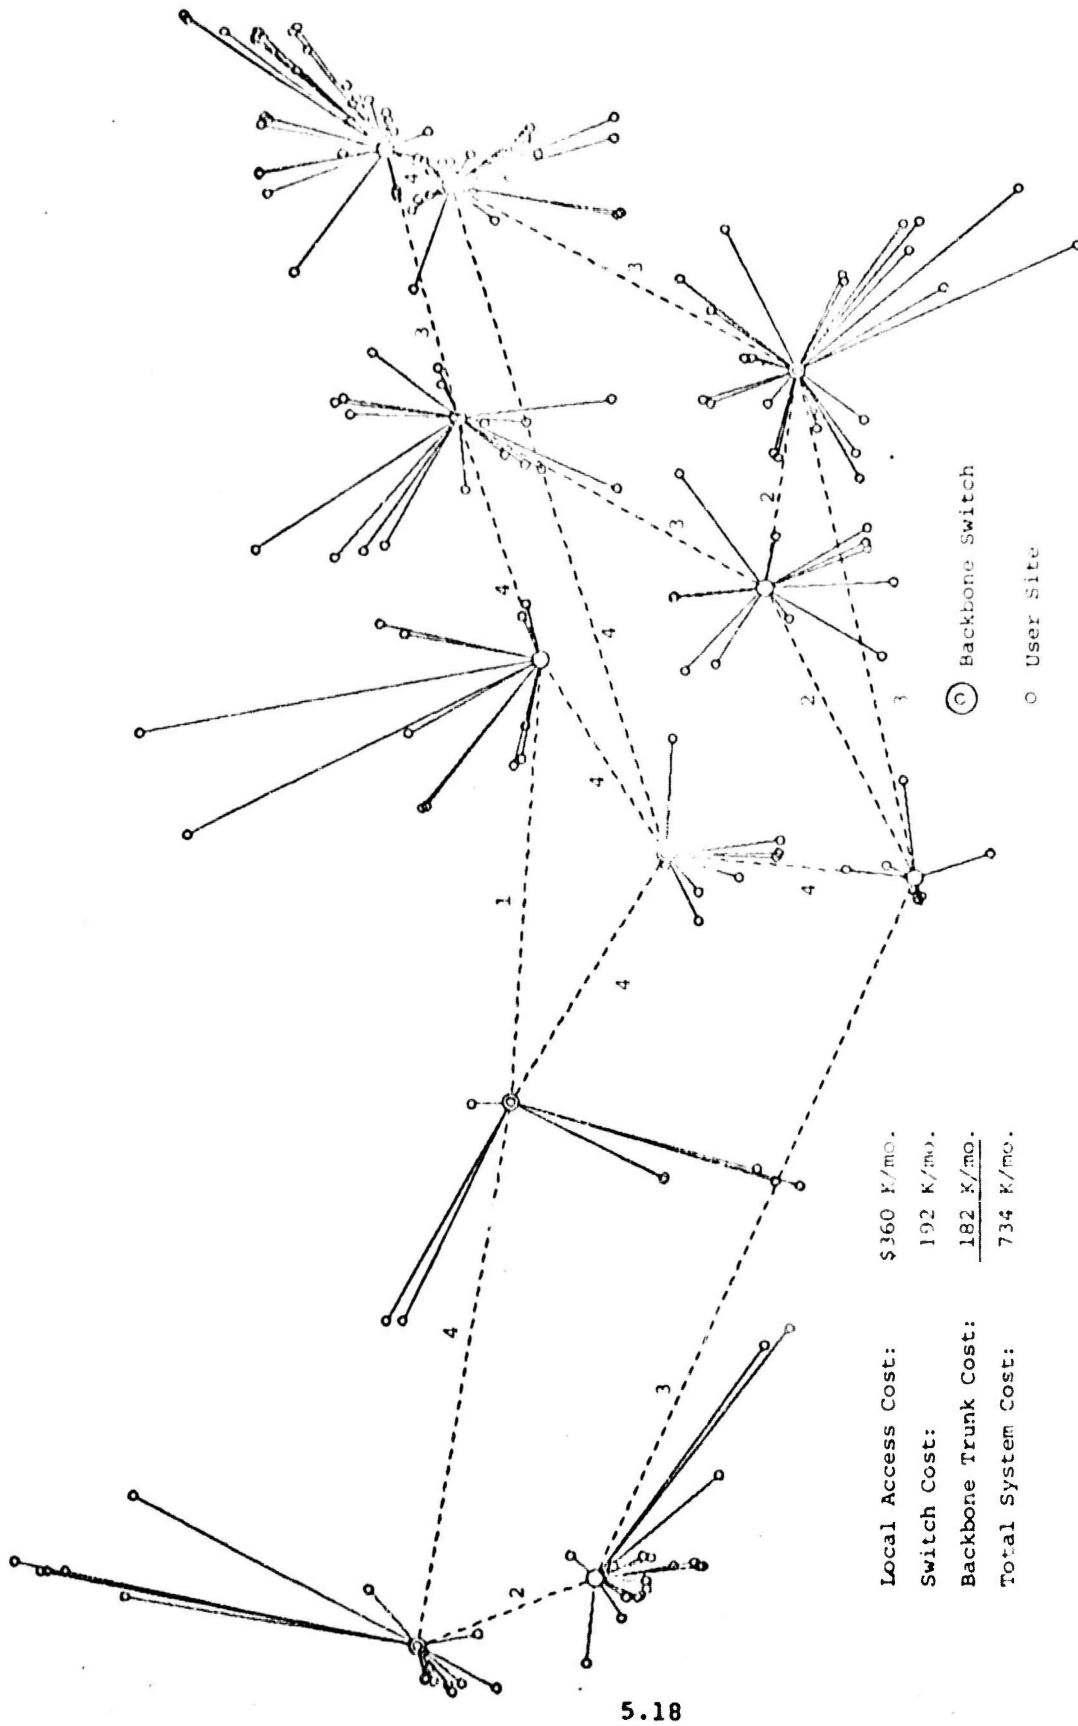 4
3
4
4
1
2
4
4
4
3
3
3
2
4
2
3
Local Access Cost: $360 K/mo.
Switch Cost: 192 K/mo.
Backbone Trunk Cost: 182 K/mo.
Total System Cost: 734 K/mo.
Backbone Switch
User Site
5.18